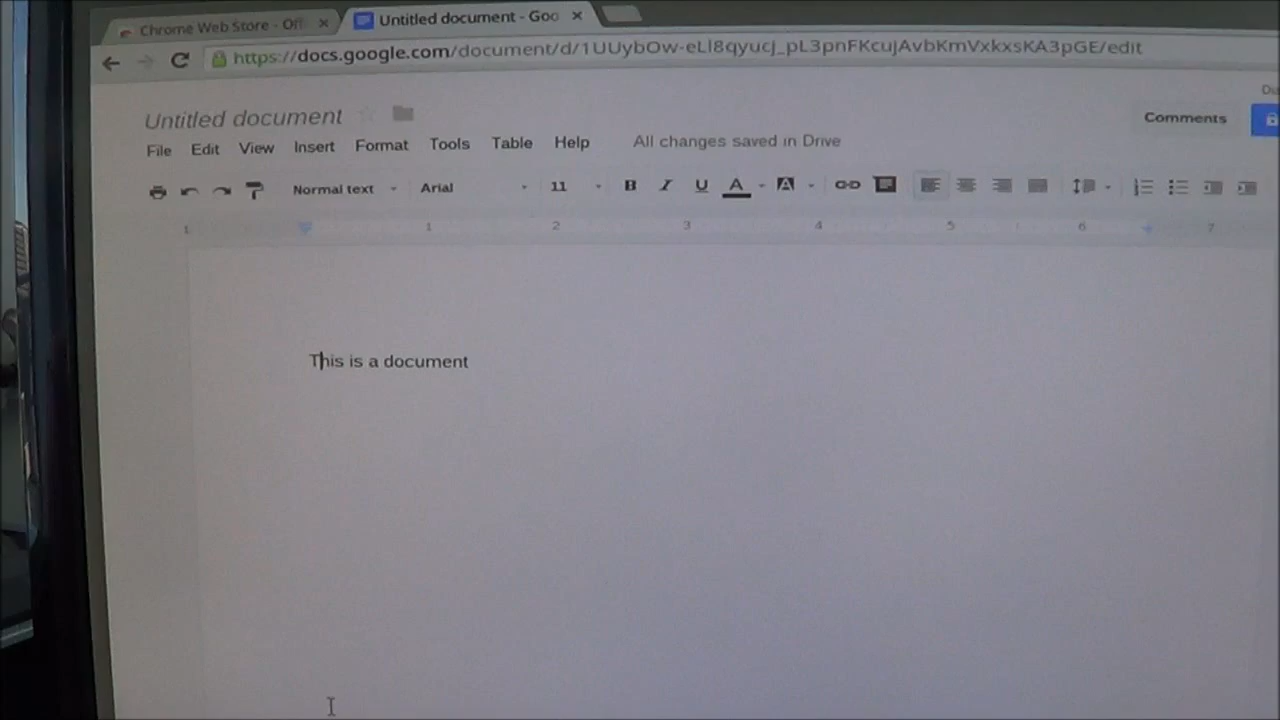 Chrome Web Store - Off
Untitled document - Goo
https://docs.google.com/document/d/1UUybOw-eLl8qyucj_pL3pnFKcuJAvbKmVxkxsKA3pGE/edit
Untitled document
Comments
File Edit View Insert Format Tools Table Help All changes saved in Drive
Normal text Arial 11 B I U A A
1 1 2 3 4 5 6 7
This is a document